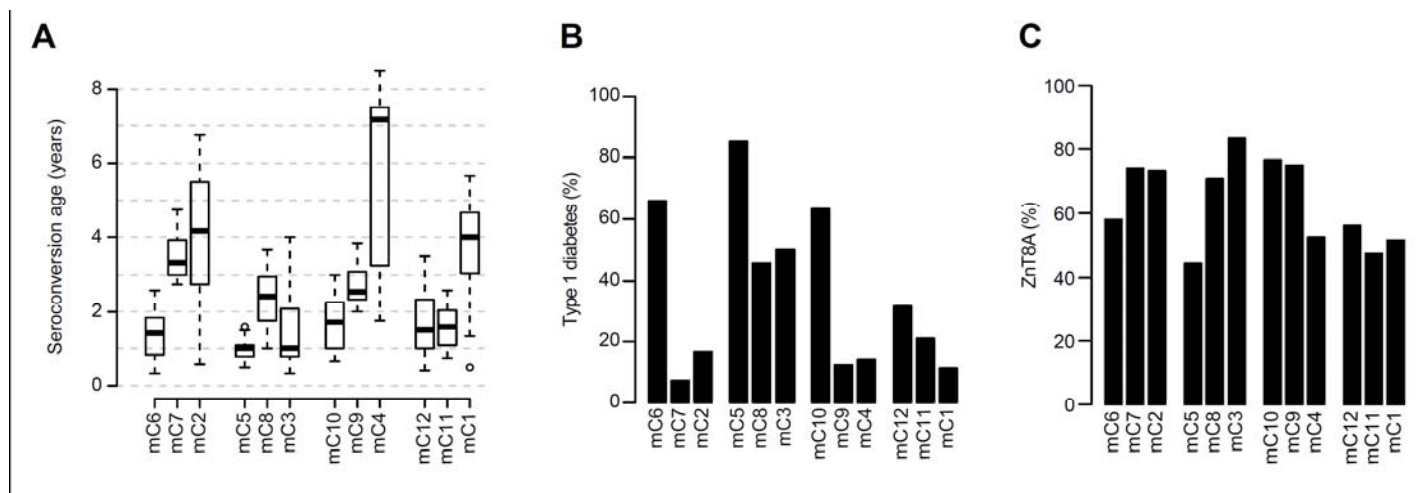 A
Seroconversion age (years)
8
6
4
2
0
mC6
mC7
mC2
mC5
mC8
mC3
mC10
mC9
mC4
mC12
mC11
mC1
B
Type 1 diabetes (%)
100
80
60
40
20
0
mC6
mC7
mC2
mC5
mC8
mC3
mC10
mC9
mC4
mC12
mC11
mC1
C
ZnT8A (%)
100
80
60
40
20
0
mC6
mC7
mC2
mC5
mC8
mC3
mC10
mC9
mC4
mC12
mC11
mC1